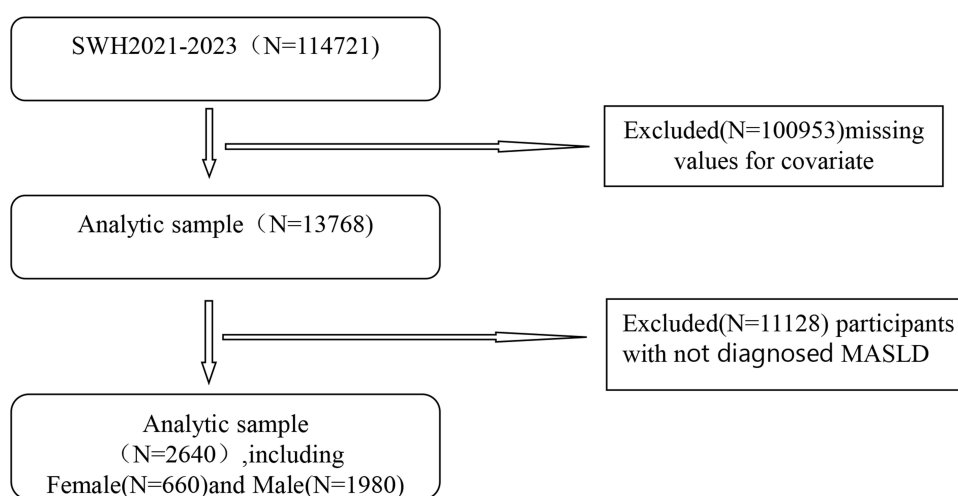 SWH2021-2023（N=114721)
Excluded(N=100953)missing
values for covariate
Analytic sample（N=13768)
Excluded(N=11128) participants
with not diagnosed MASLD
Analytic sample
（N=2640）,including
Female(N=660)and Male(N=1980)